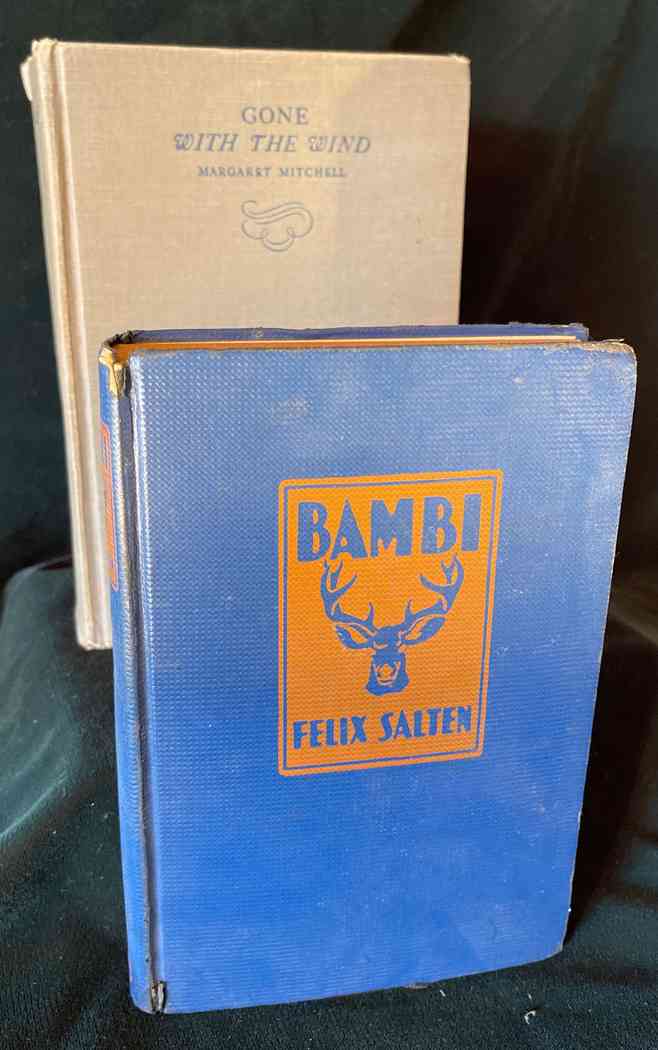 GONE
WITH THE WIND
MARGARET MITCHELL
BAMBI
FELIX SALTEN